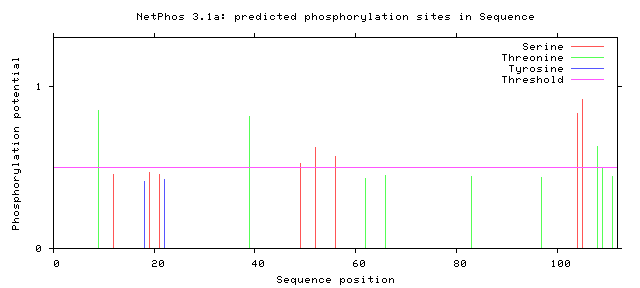 NetPhos 3.1a: predicted phosphorylation sites in Sequence
Serine
Threonine
Tyrosine
Threshold
Phosphorylation potential
1
0
0 20 40 60 80 100
Sequence position